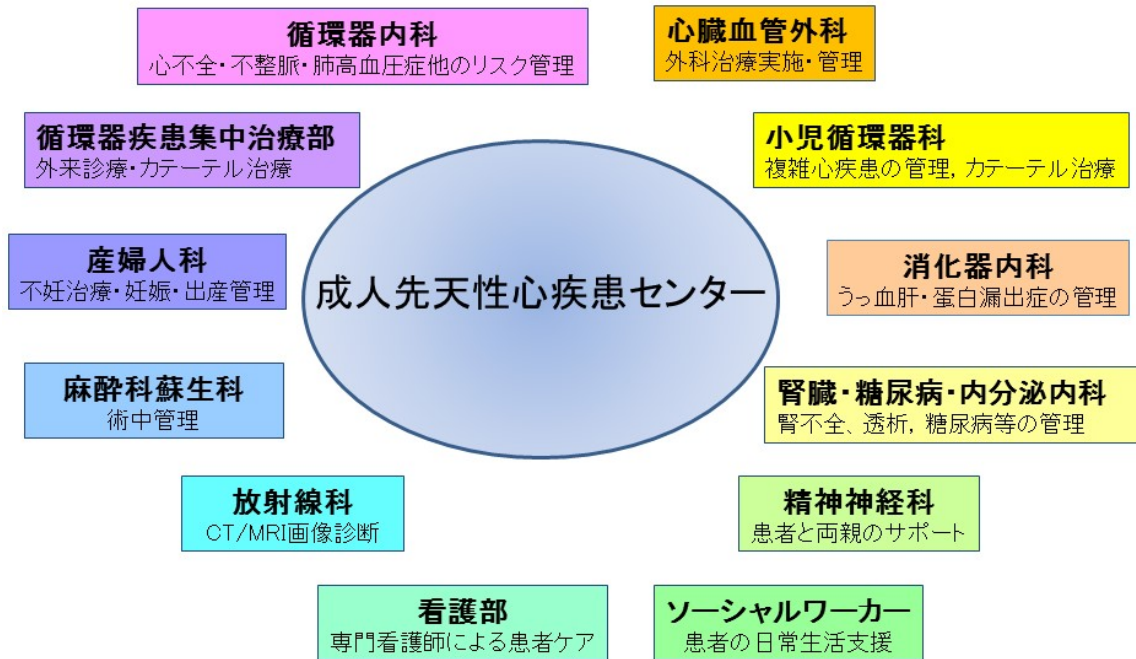 循環器内科
心不全・不整脈・肺高血圧症他のリスク管理
心臓血管外科
外科治療実施・管理
循環器疾患集中治療部
外来診療・カテーテル治療
小児循環器科
複雑心疾患の管理, カテーテル治療
産婦人科
不妊治療・妊娠・出産管理
成人先天性心疾患センター
消化器内科
うっ血肝・蛋白漏出症の管理
麻酔科蘇生科
術中管理
腎臓・糖尿病・内分泌内科
腎不全、透析, 糖尿病等の管理
放射線科
CT/MRI画像診断
精神神経科
患者と両親のサポート
看護部
専門看護師による患者ケア
ソーシャルワーカー
患者の日常生活支援